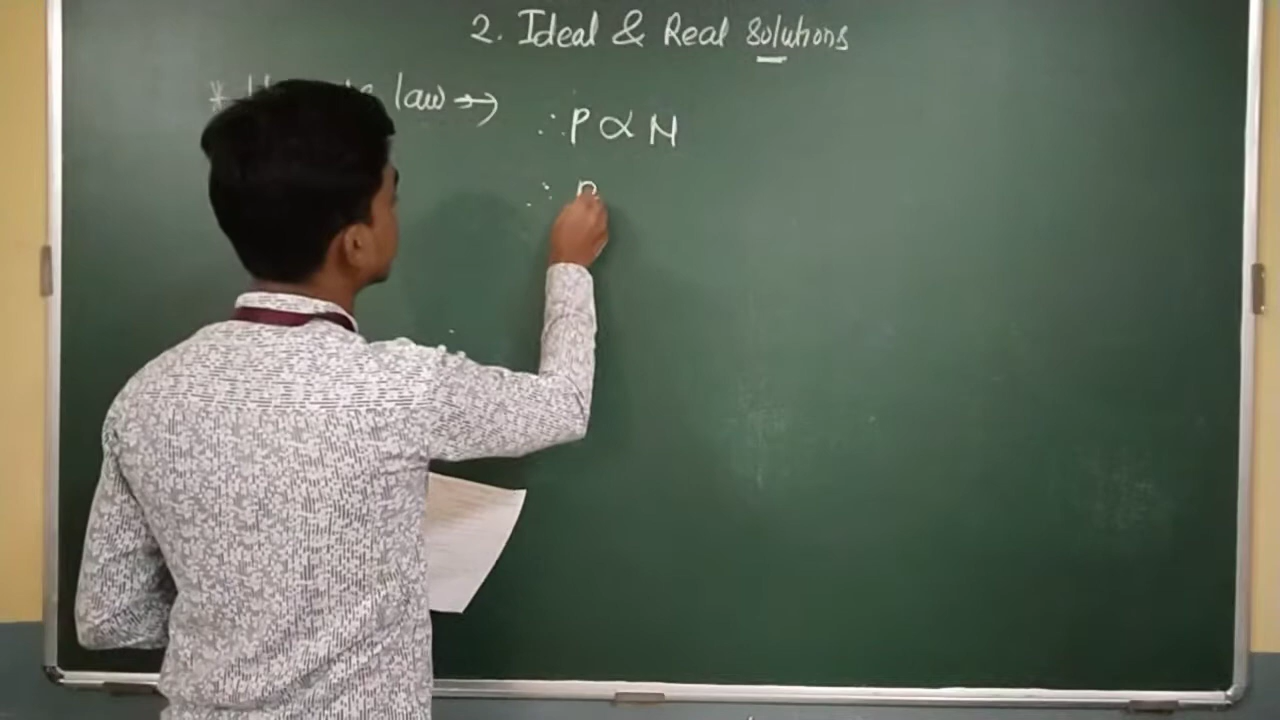 2. Ideal & Real Solutions
* law →
∴ P ∝ N
∴ P